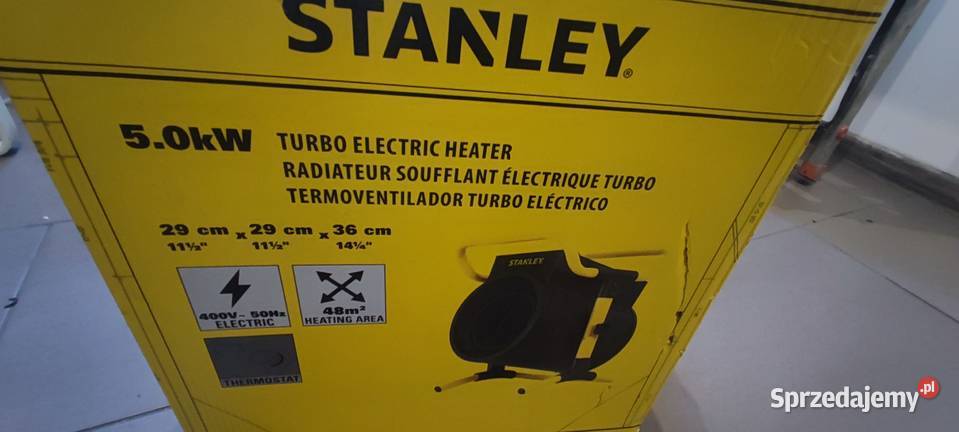 STANLEY®
5.0kW TURBO ELECTRIC HEATER
RADIATEUR SOUFFLANT ÉLECTRIQUE TURBO
TERMOVENTILADOR TURBO ELÉCTRICO
29 cm x 29 cm x 36 cm
11½" 11½" 14¼"
STANLEY
400V~ 50Hz
ELECTRIC
48m²
HEATING AREA
THERMOSTAT
Sprzedajemy.pl